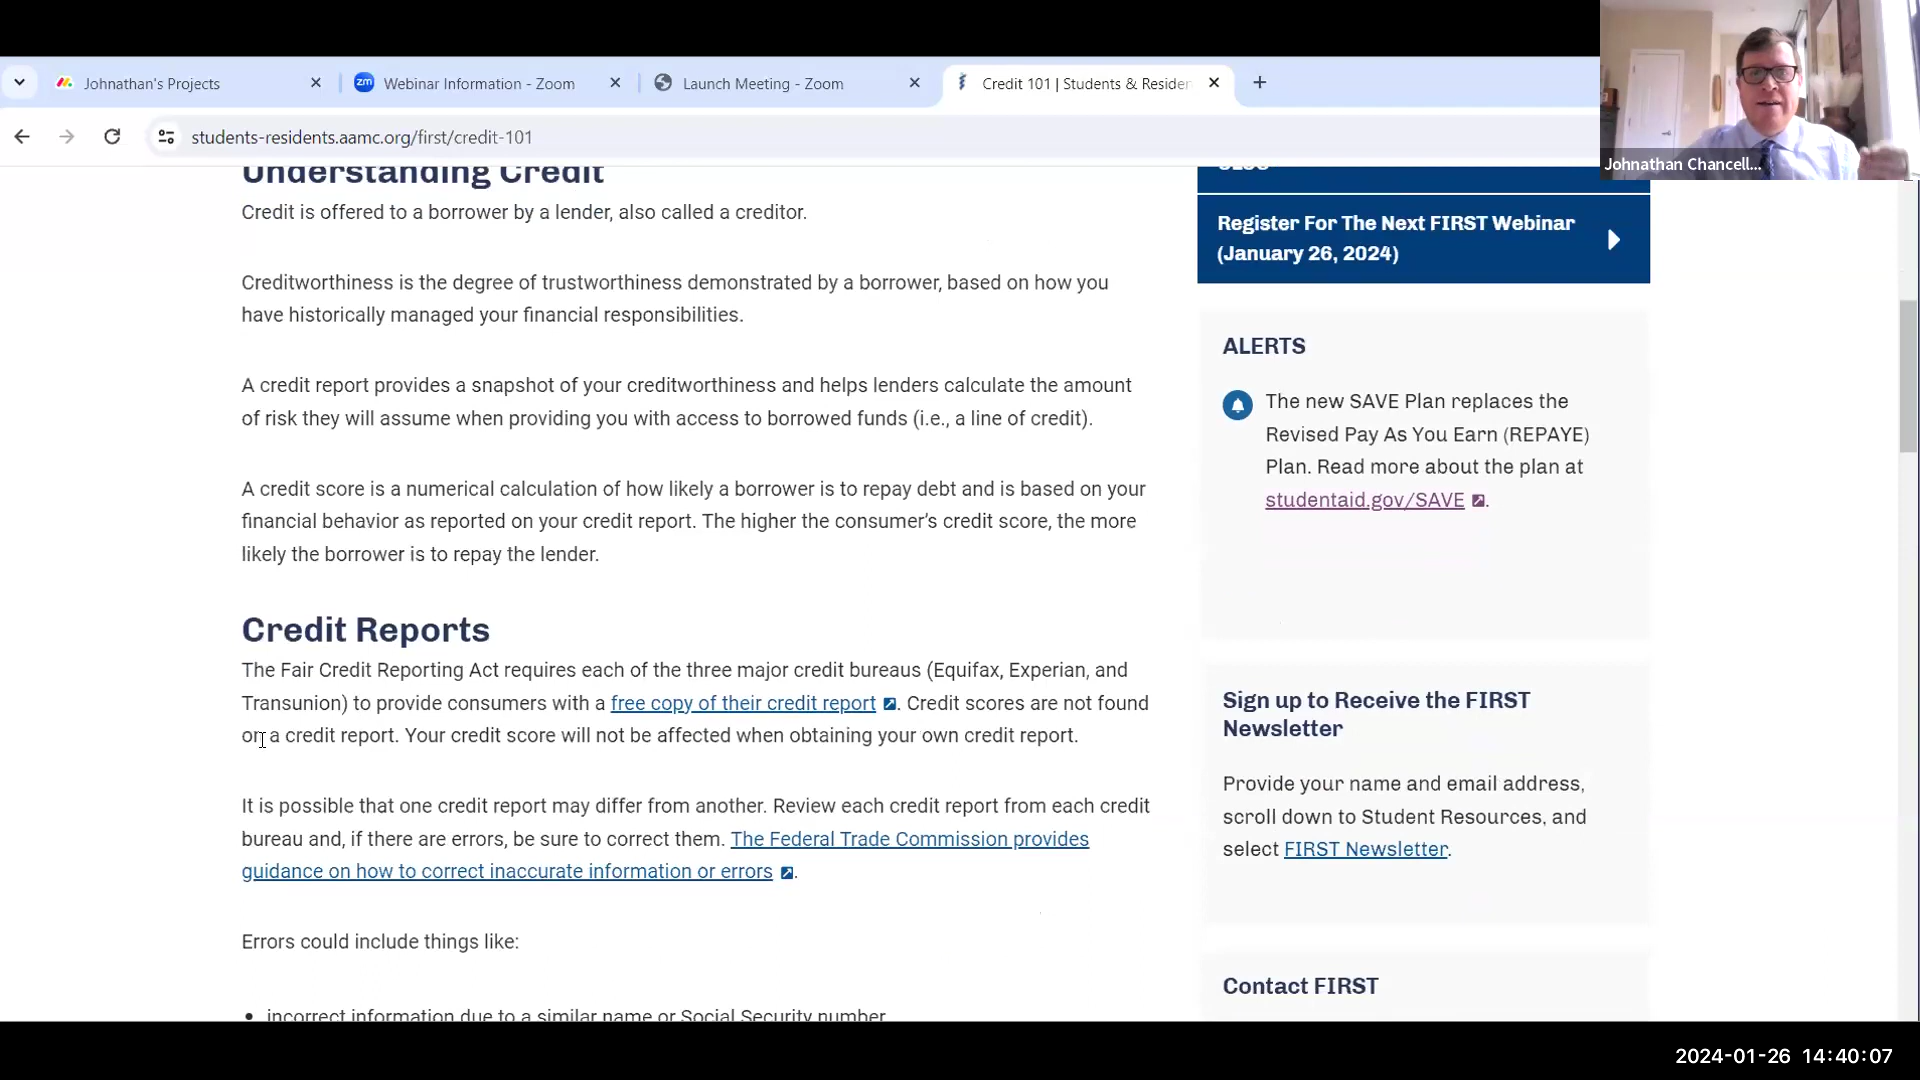 Johnathan's Projects
Webinar Information - Zoom
Launch Meeting - Zoom
Credit 101 | Students & Residen
students-residents.aamc.org/first/credit-101
Johnathan Chancell...
Understanding Credit
Credit is offered to a borrower by a lender, also called a creditor.
Creditworthiness is the degree of trustworthiness demonstrated by a borrower, based on how you
have historically managed your financial responsibilities.
A credit report provides a snapshot of your creditworthiness and helps lenders calculate the amount
of risk they will assume when providing you with access to borrowed funds (i.e., a line of credit).
A credit score is a numerical calculation of how likely a borrower is to repay debt and is based on your
financial behavior as reported on your credit report. The higher the consumer’s credit score, the more
likely the borrower is to repay the lender.
Credit Reports
The Fair Credit Reporting Act requires each of the three major credit bureaus (Equifax, Experian, and
Transunion) to provide consumers with a free copy of their credit report. Credit scores are not found
on a credit report. Your credit score will not be affected when obtaining your own credit report.
It is possible that one credit report may differ from another. Review each credit report from each credit
bureau and, if there are errors, be sure to correct them. The Federal Trade Commission provides
guidance on how to correct inaccurate information or errors.
Errors could include things like:
• incorrect information due to a similar name or Social Security number
Register For The Next FIRST Webinar
(January 26, 2024)
ALERTS
The new SAVE Plan replaces the
Revised Pay As You Earn (REPAYE)
Plan. Read more about the plan at
studentaid.gov/SAVE.
Sign up to Receive the FIRST
Newsletter
Provide your name and email address,
scroll down to Student Resources, and
select FIRST Newsletter.
Contact FIRST
2024-01-26 14:40:07